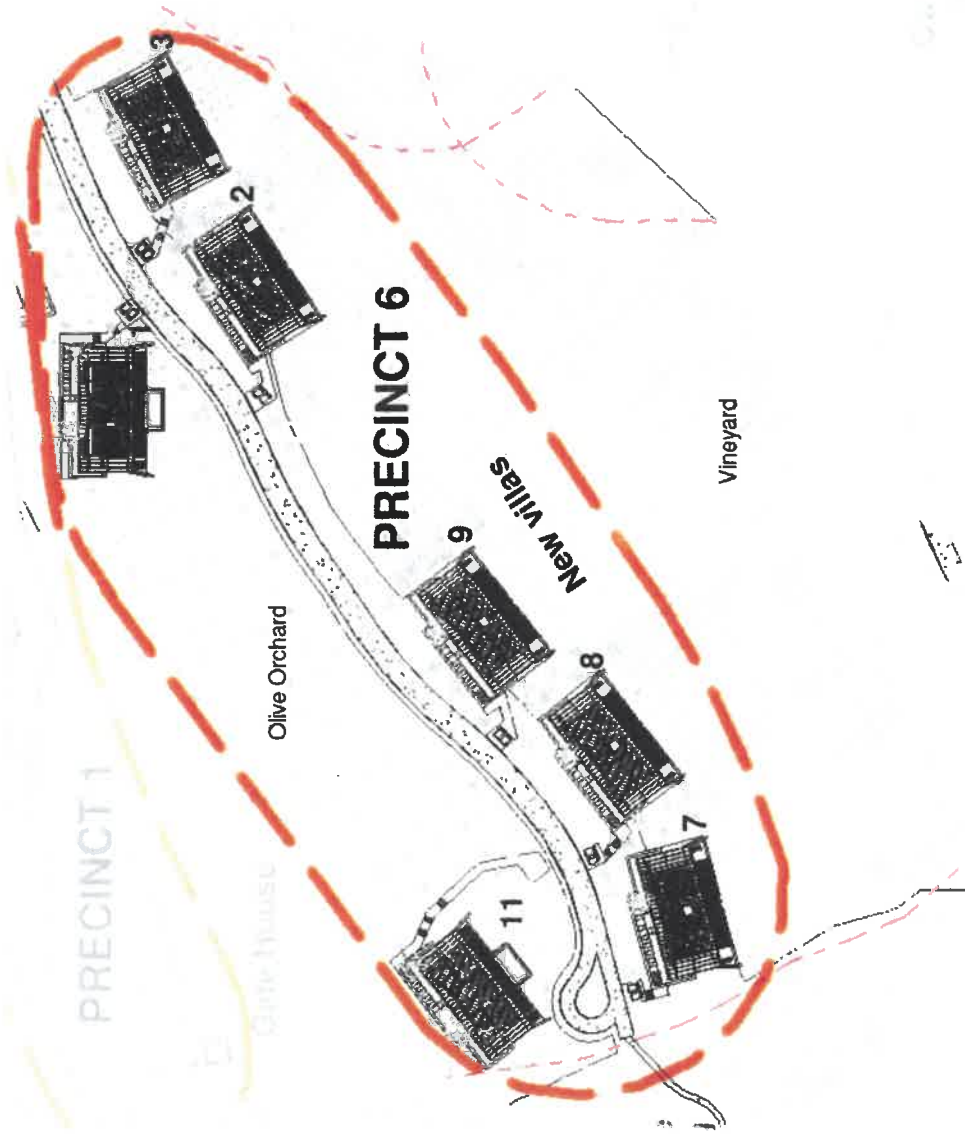 3
2
PRECINCT 6
New villas
9
Vineyard
Olive Orchard
8
7
11
PRECINCT 1